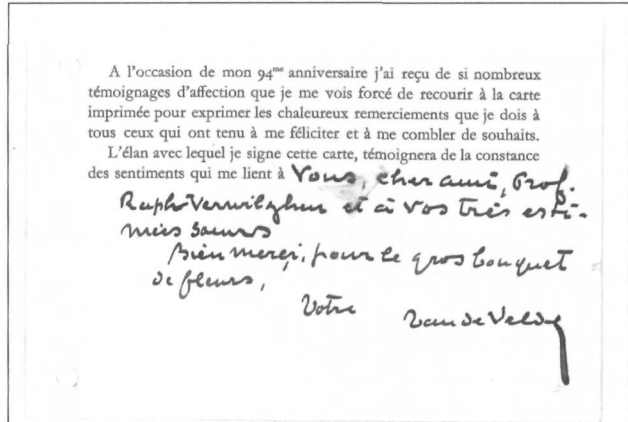 A l'occasion de mon 94me anniversaire j'ai reçu de si nombreux
témoignages d'affection que je me vois forcé de recourir à la carte
imprimée pour exprimer les chaleureux remerciements que je dois à
tous ceux qui ont tenu à me féliciter et à me combler de souhaits.
L'élan avec lequel je signe cette carte, témoignera de la constance
des sentiments qui me lient à Vous, cher ami, Prof.
Raph. Verwilghen et à vos très esti-
mées soeurs
Bien merçi, pour le gros bouquet
de fleurs,
Votre van de Velde